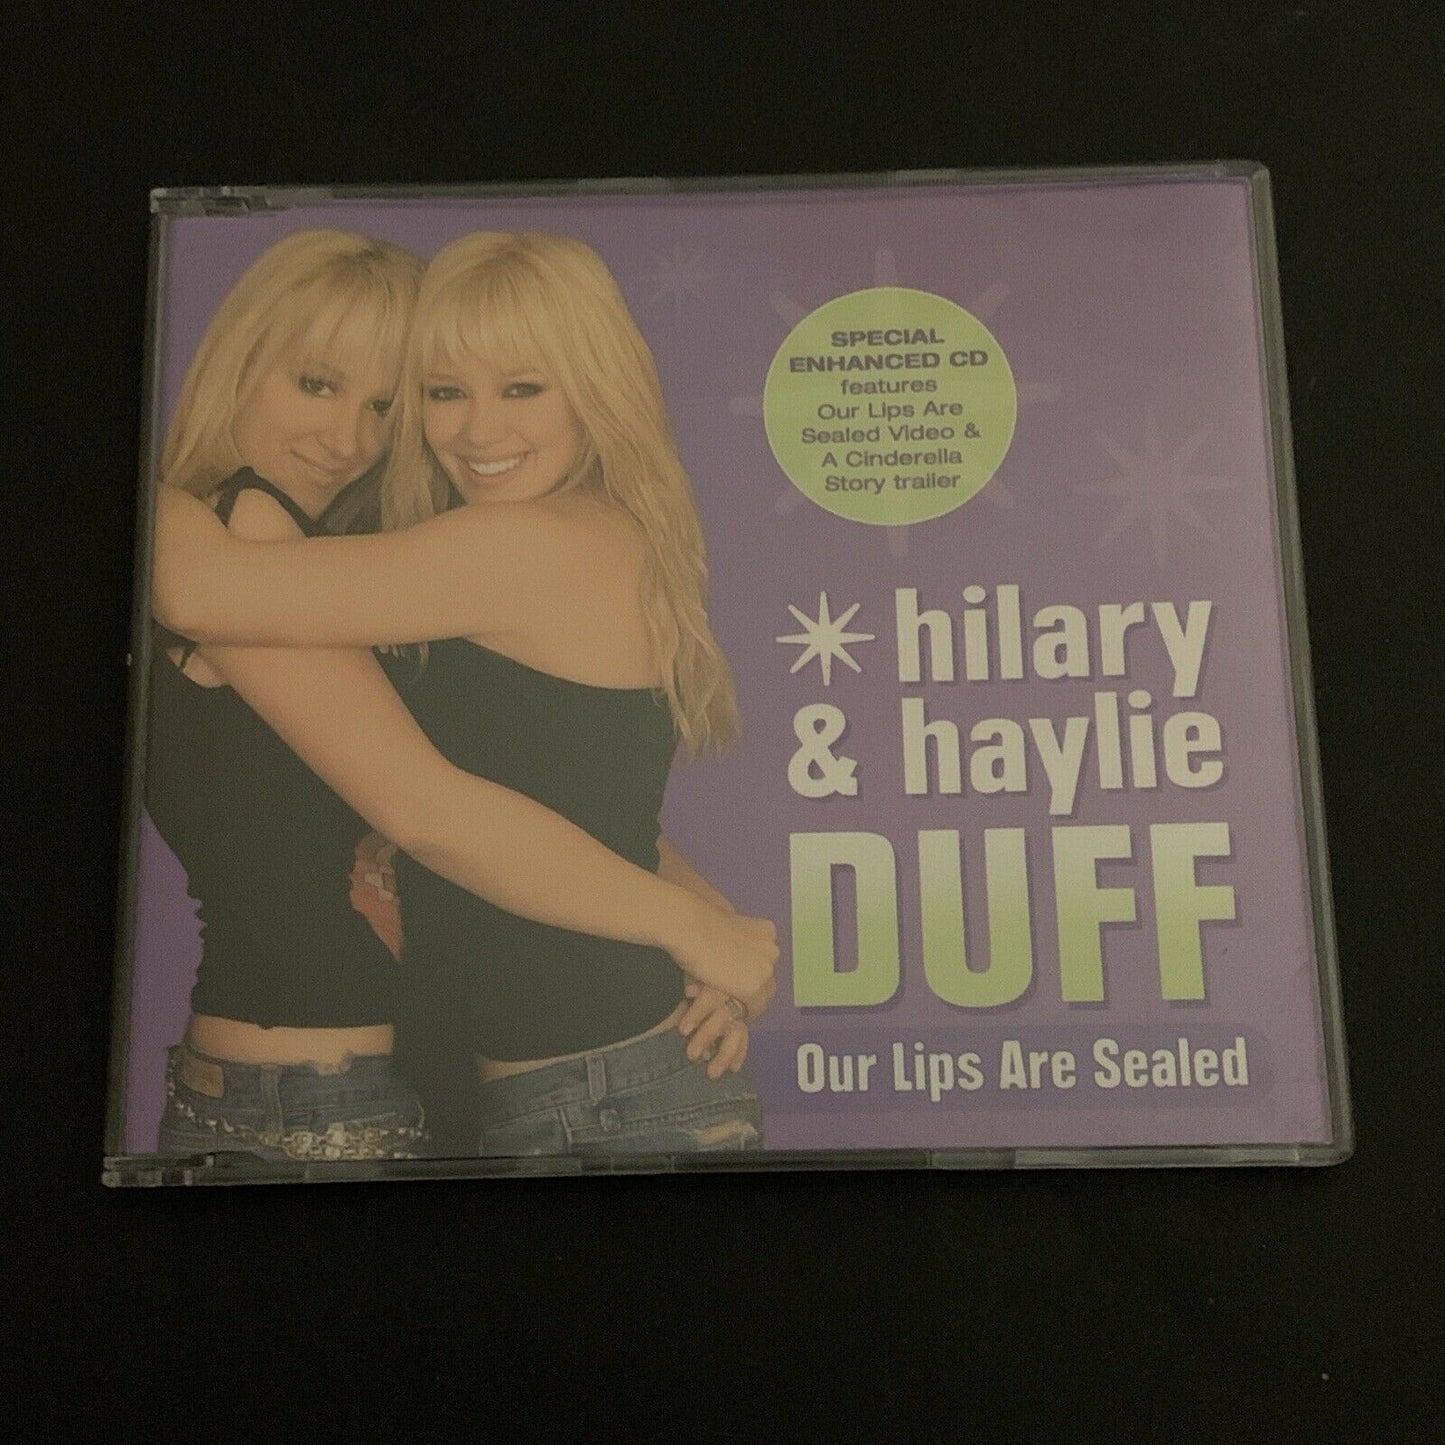 SPECIAL
ENHANCED CD
features
Our Lips Are
Sealed Video &
A Cinderella
Story trailer
hilary
& haylie
DUFF
Our Lips Are Sealed